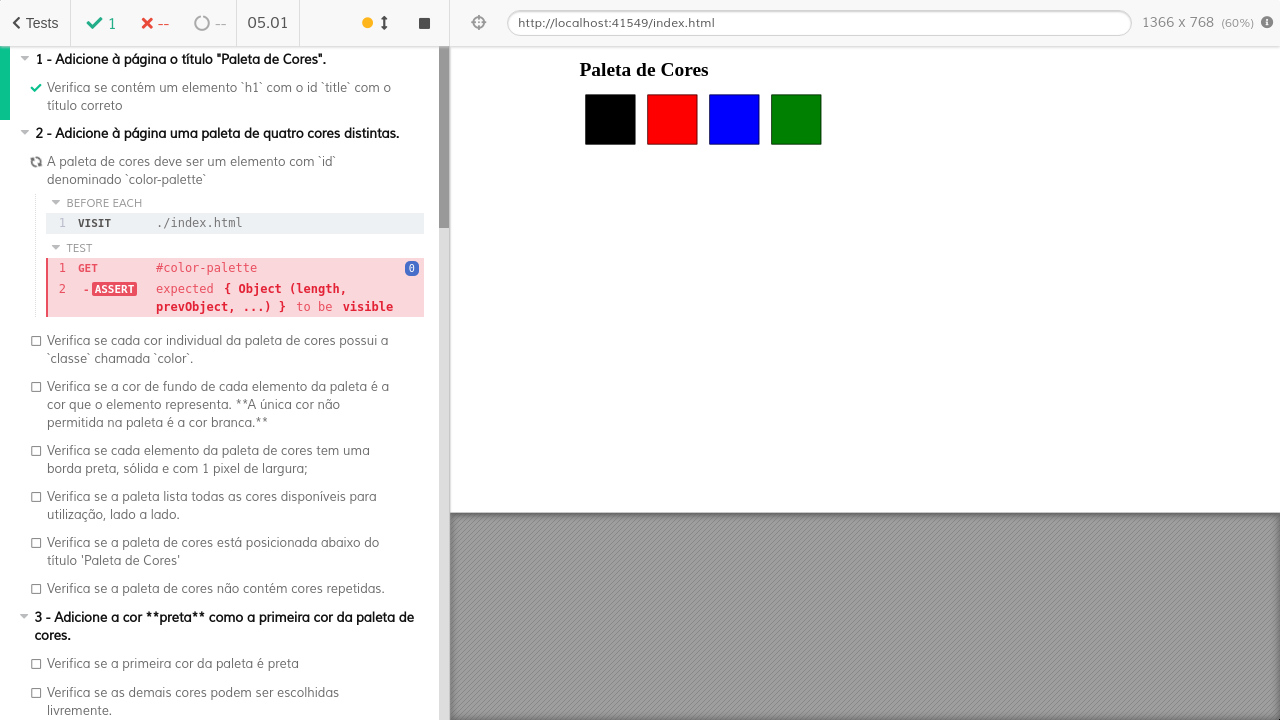 Tests
1
--
--
05.01
http://localhost:41549/index.html
1366 x 768 (60%)
1 - Adicione à página o título "Paleta de Cores".
Verifica se contém um elemento `h1` com o id `title` com o
título correto
2 - Adicione à página uma paleta de quatro cores distintas.
A paleta de cores deve ser um elemento com `id`
denominado `color-palette`
BEFORE EACH
1 VISIT ./index.html
TEST
1 GET #color-palette 0
2 -ASSERT expected { Object (length,
prevObject, ...) } to be visible
Verifica se cada cor individual da paleta de cores possui a
`classe` chamada `color`.
Verifica se a cor de fundo de cada elemento da paleta é a
cor que o elemento representa. **A única cor não
permitida na paleta é a cor branca.**
Verifica se cada elemento da paleta de cores tem uma
borda preta, sólida e com 1 pixel de largura;
Verifica se a paleta lista todas as cores disponíveis para
utilização, lado a lado.
Verifica se a paleta de cores está posicionada abaixo do
título 'Paleta de Cores'
Verifica se a paleta de cores não contém cores repetidas.
3 - Adicione a cor **preta** como a primeira cor da paleta de
cores.
Verifica se a primeira cor da paleta é preta
Verifica se as demais cores podem ser escolhidas
livremente.
Paleta de Cores